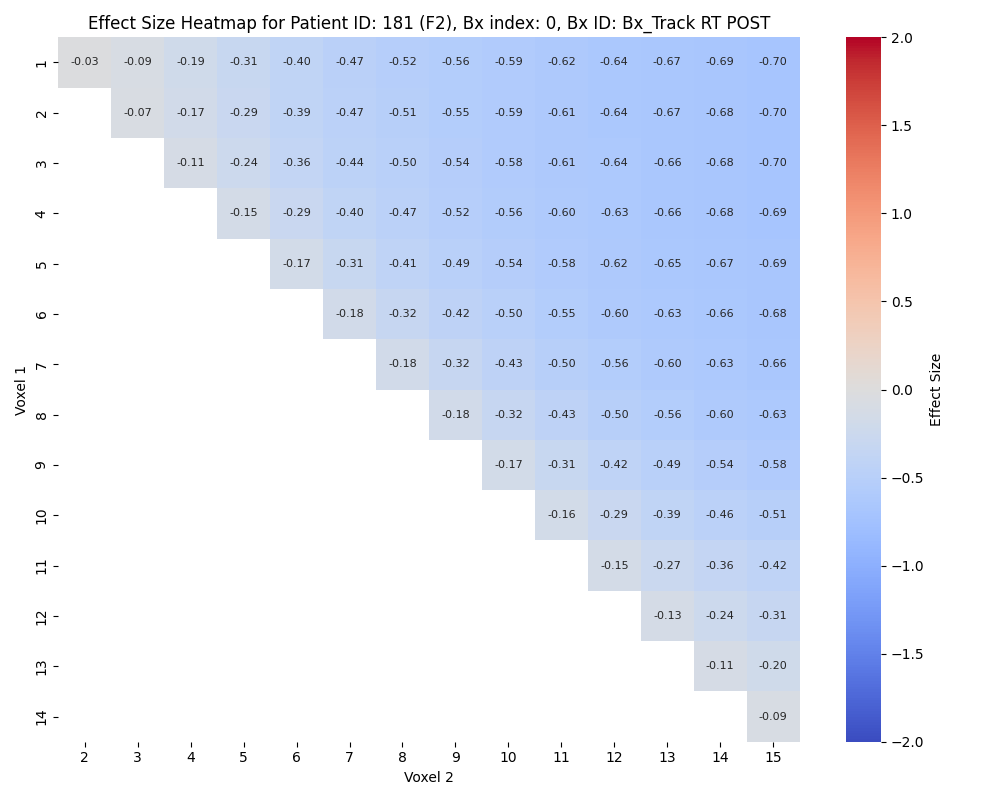 Effect Size Heatmap for Patient ID: 181 (F2), Bx index: 0, Bx ID: Bx_Track RT POST
1 -0.03 -0.09 -0.19 -0.31 -0.40 -0.47 -0.52 -0.56 -0.59 -0.62 -0.64 -0.67 -0.69 -0.70
2 -0.07 -0.17 -0.29 -0.39 -0.47 -0.51 -0.55 -0.59 -0.61 -0.64 -0.67 -0.68 -0.70
3 -0.11 -0.24 -0.36 -0.44 -0.50 -0.54 -0.58 -0.61 -0.64 -0.66 -0.68 -0.70
4 -0.15 -0.29 -0.40 -0.47 -0.52 -0.56 -0.60 -0.63 -0.66 -0.68 -0.69
5 -0.17 -0.31 -0.41 -0.49 -0.54 -0.58 -0.62 -0.65 -0.67 -0.69
6 -0.18 -0.32 -0.42 -0.50 -0.55 -0.60 -0.63 -0.66 -0.68
7 -0.18 -0.32 -0.43 -0.50 -0.56 -0.60 -0.63 -0.66
8 -0.18 -0.32 -0.43 -0.50 -0.56 -0.60 -0.63
9 -0.17 -0.31 -0.42 -0.49 -0.54 -0.58
10 -0.16 -0.29 -0.39 -0.46 -0.51
11 -0.15 -0.27 -0.36 -0.42
12 -0.13 -0.24 -0.31
13 -0.11 -0.20
14 -0.09
2 3 4 5 6 7 8 9 10 11 12 13 14 15
Voxel 2
Voxel 1
2.0
1.5
1.0
0.5
0.0
−0.5
−1.0
−1.5
−2.0
Effect Size